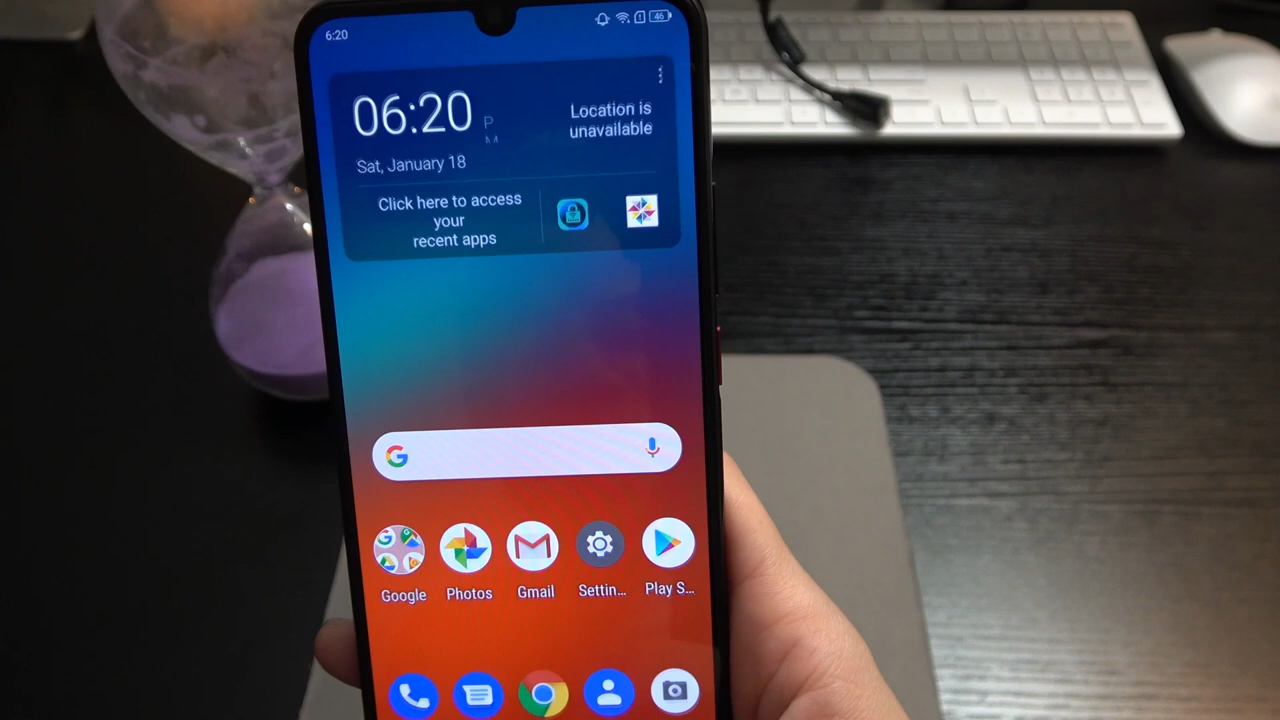 6:20
46
06:20 PM
Location is
unavailable
Sat, January 18
Click here to access
your
recent apps
G
Google
Photos
Gmail
Settin...
Play S...